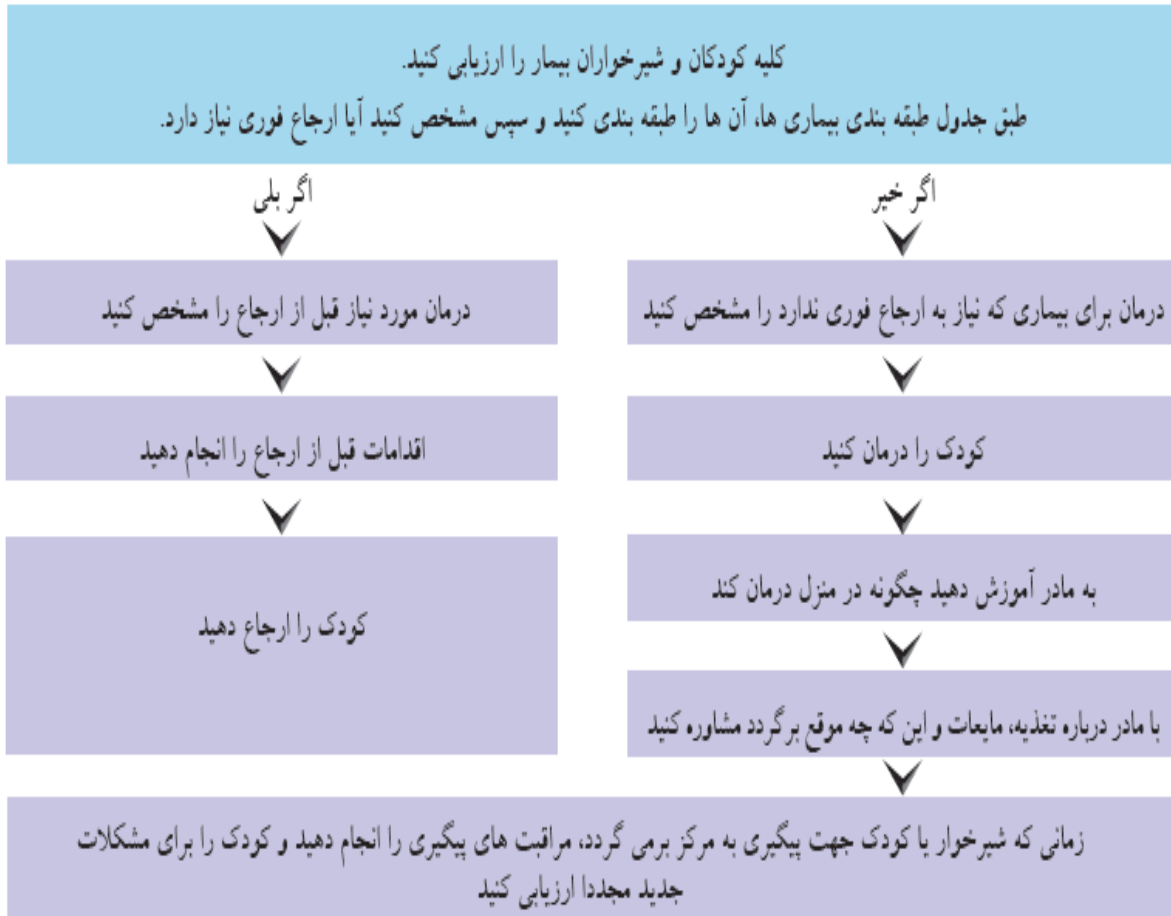 کلیه کودکان و شیرخواران بیمار را ارزیابی کنید.
طبق جدول طبقه بندی بیماری ها، آن ها را طبقه بندی کنید و سپس مشخص کنید آیا ارجاع فوری نیاز دارد.
اگر خیر
درمان برای بیماری که نیاز به ارجاع فوری ندارد را مشخص کنید
کودک را درمان کنید
به مادر آموزش دهید چگونه در منزل درمان کند
با مادر درباره تغذیه، مایعات و این که چه موقع برگردد مشاوره کنید
اگر بلی
درمان مورد نیاز قبل از ارجاع را مشخص کنید
اقدامات قبل از ارجاع را انجام دهید
کودک را ارجاع دهید
زمانی که شیرخوار یا کودک جهت پیگیری به مرکز برمی گردد، مراقبت های پیگیری را انجام دهید و کودک را برای مشکلات
جدید مجددا ارزیابی کنید